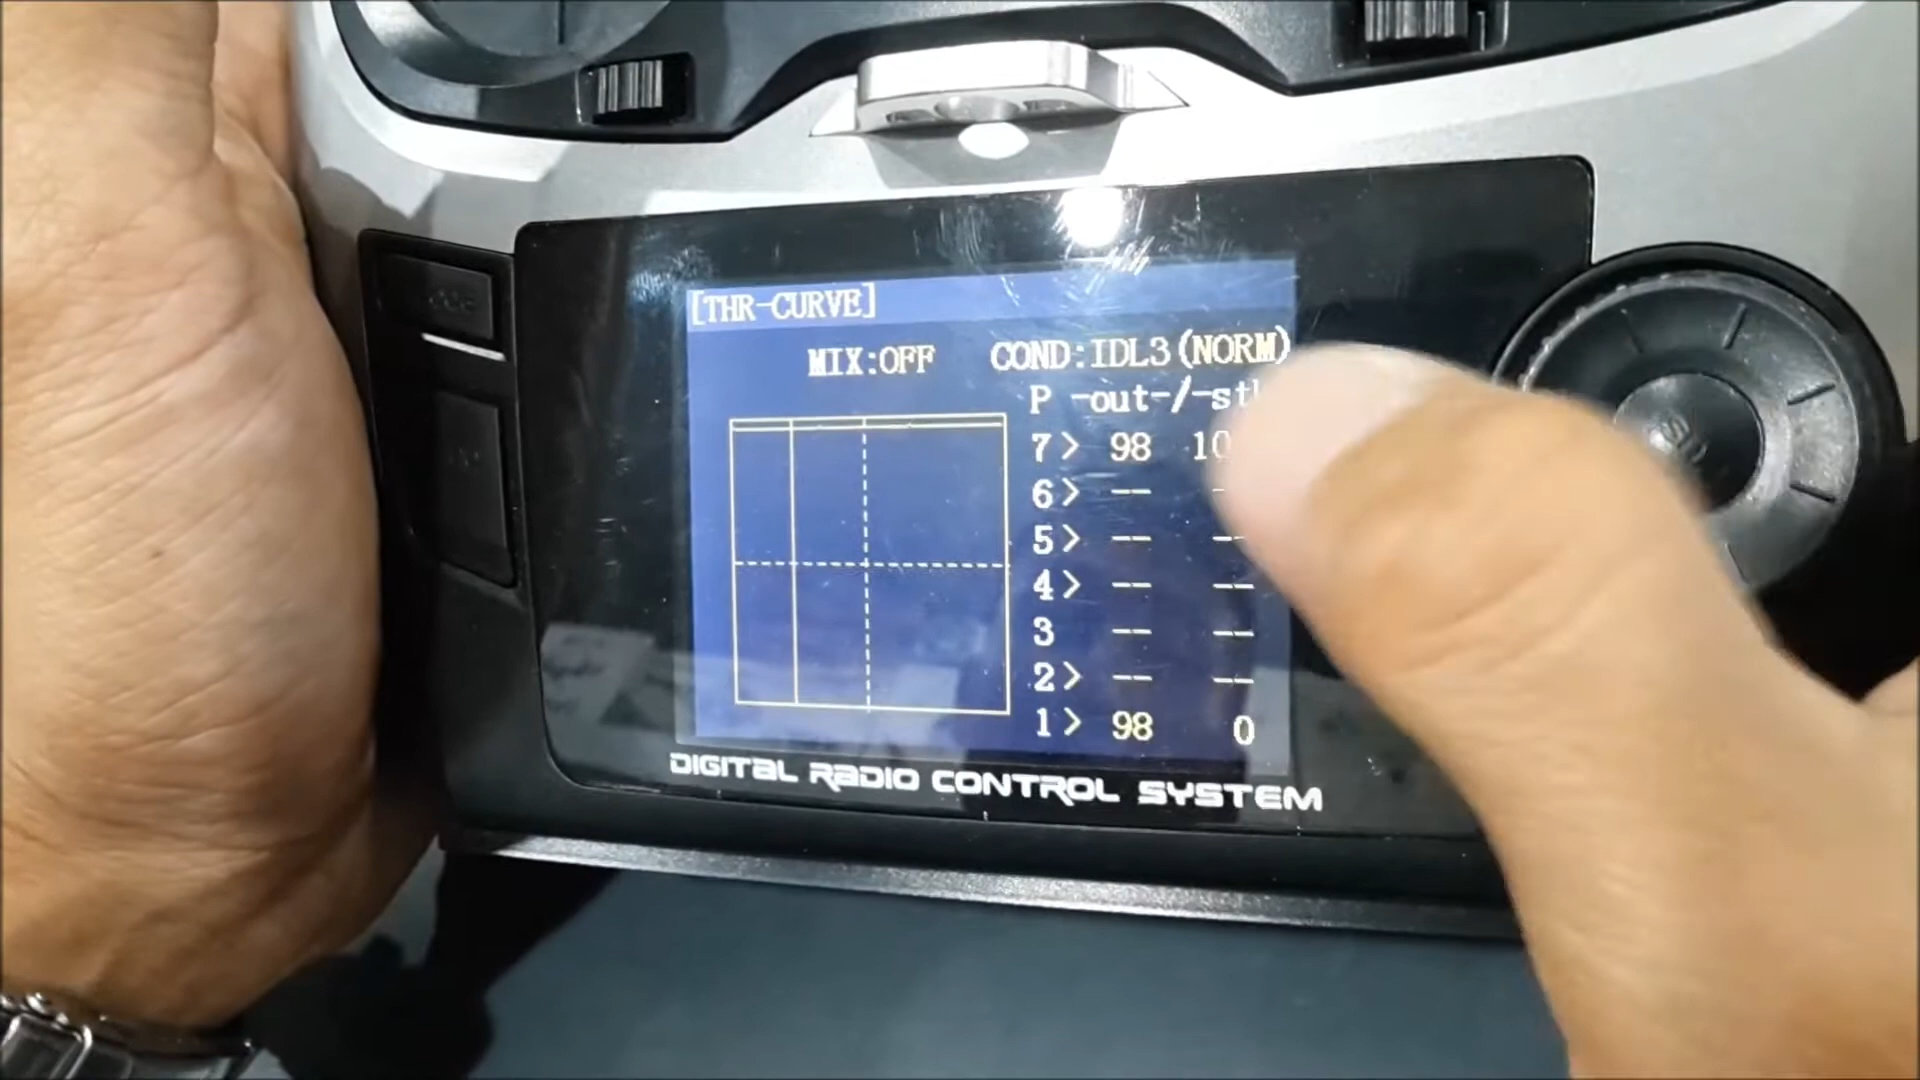 [THR-CURVE]
MIX:OFF COND:IDL3(NORM)
P -out-/-st
7> 98
6> -- -
5> -- --
4> -- --
3 -- --
2> -- --
1> 98 0
DIGITAL RADIO CONTROL SYSTEM